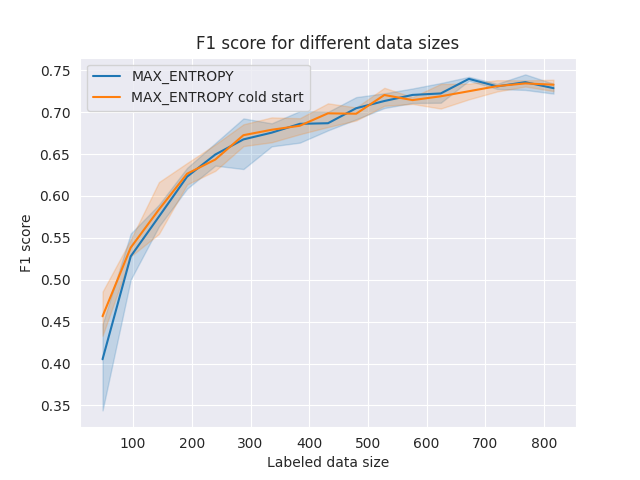 F1 score for different data sizes
MAX_ENTROPY
MAX_ENTROPY cold start
0.75
0.70
0.65
0.60
0.55
0.50
0.45
0.40
0.35
F1 score
100 200 300 400 500 600 700 800
Labeled data size